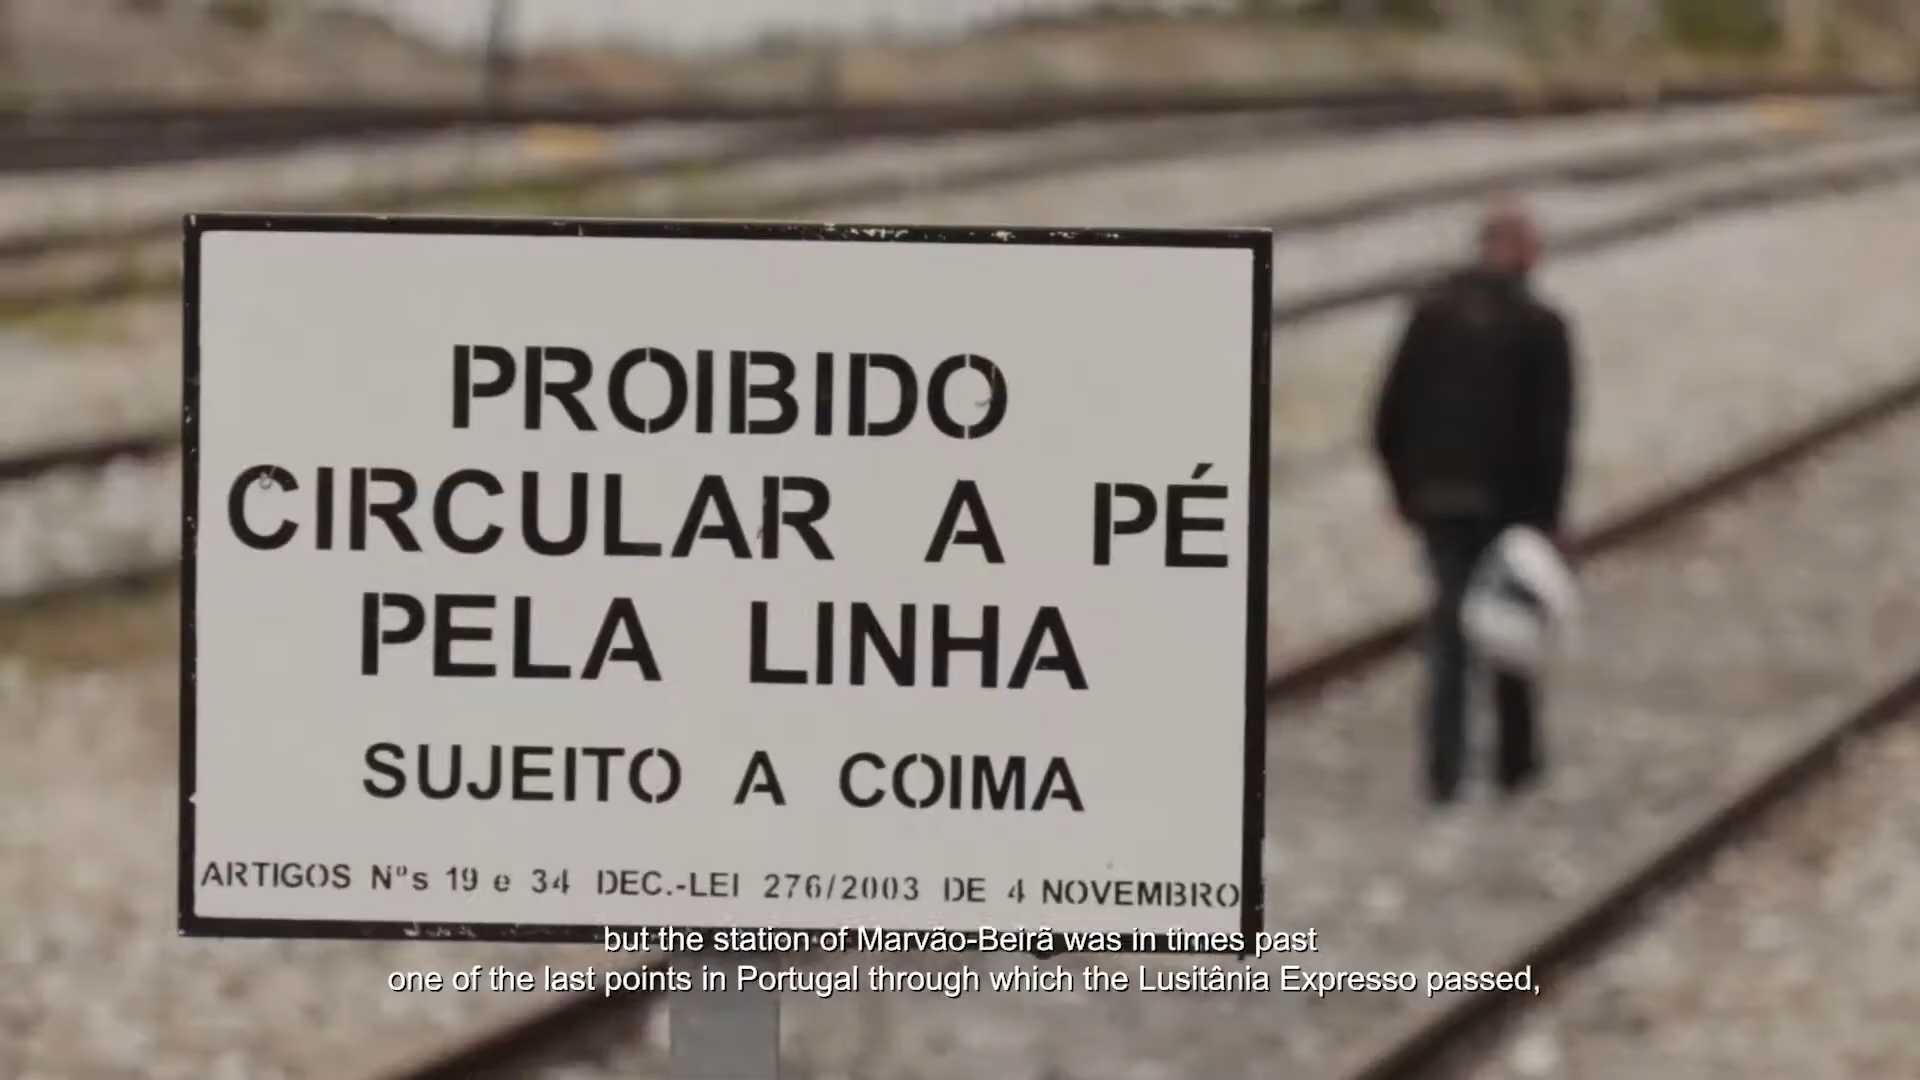 PROIBIDO
CIRCULAR A PÉ
PELA LINHA
SUJEITO A COIMA
ARTIGOS Nºs 19 e 34 DEC.-LEI 276/2003 DE 4 NOVEMBRO
but the station of Marvão-Beirã was in times past
one of the last points in Portugal through which the Lusitânia Expresso passed,